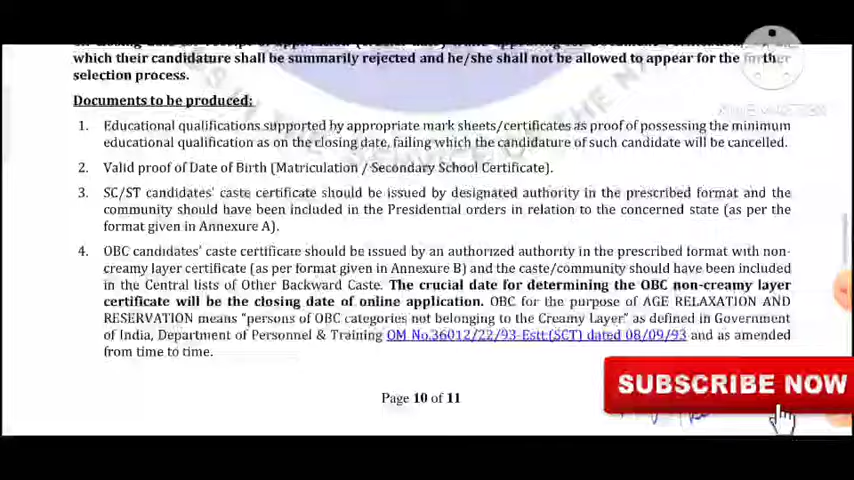 which their candidature shall be summarily rejected and he/she shall not be allowed to appear for the further
selection process.
Documents to be produced:
1. Educational qualifications supported by appropriate mark sheets/certificates as proof of possessing the minimum
educational qualification as on the closing date, failing which the candidature of such candidate will be cancelled.
2. Valid proof of Date of Birth (Matriculation / Secondary School Certificate).
3. SC/ST candidates' caste certificate should be issued by designated authority in the prescribed format and the
community should have been included in the Presidential orders in relation to the concerned state (as per the
format given in Annexure A).
4. OBC candidates' caste certificate should be issued by an authorized authority in the prescribed format with non-
creamy layer certificate (as per format given in Annexure B) and the caste/community should have been included
in the Central lists of Other Backward Caste. The crucial date for determining the OBC non-creamy layer
certificate will be the closing date of online application. OBC for the purpose of AGE RELAXATION AND
RESERVATION means "persons of OBC categories not belonging to the Creamy Layer" as defined in Government
of India, Department of Personnel & Training OM No.36012/22/93-Estt.(SCT) dated 08/09/93 and as amended
from time to time.
SUBSCRIBE NOW
Page 10 of 11